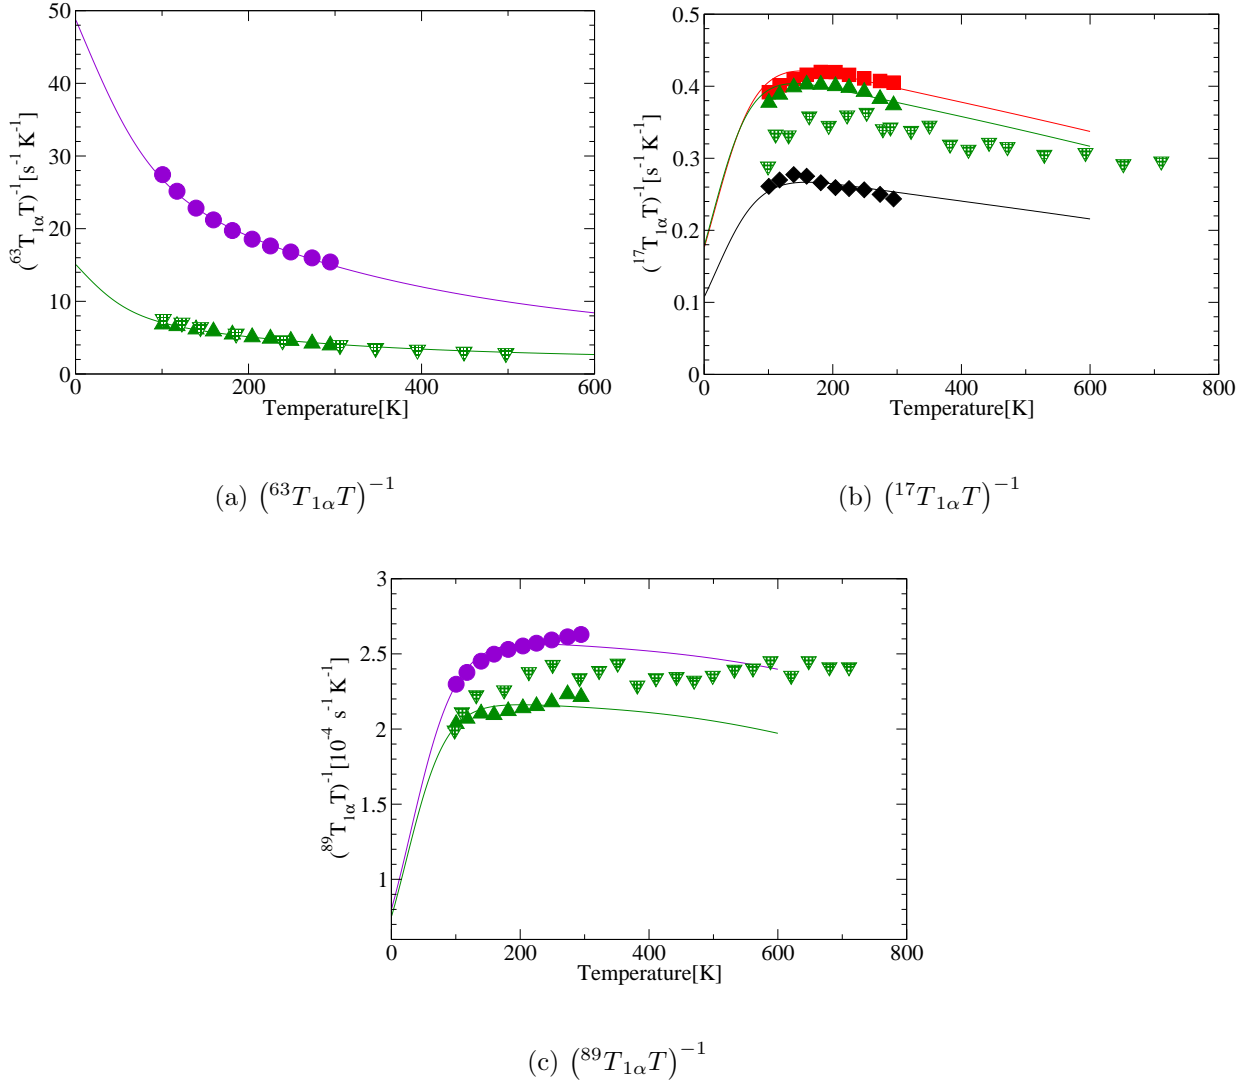 50
40
30
20
10
0
(⁶³T₁αT)⁻¹[s⁻¹ K⁻¹]
0 200 400 600
Temperature[K]
(a) (⁶³T₁αT)⁻¹
0.5
0.4
0.3
0.2
0.1
0
(¹⁷T₁αT)⁻¹[s⁻¹ K⁻¹]
0 200 400 600 800
Temperature[K]
(b) (¹⁷T₁αT)⁻¹
3
2.5
2
1.5
1
(⁸⁹T₁αT)⁻¹[10⁻⁴ s⁻¹ K⁻¹]
0 200 400 600 800
Temperature[K]
(c) (⁸⁹T₁αT)⁻¹